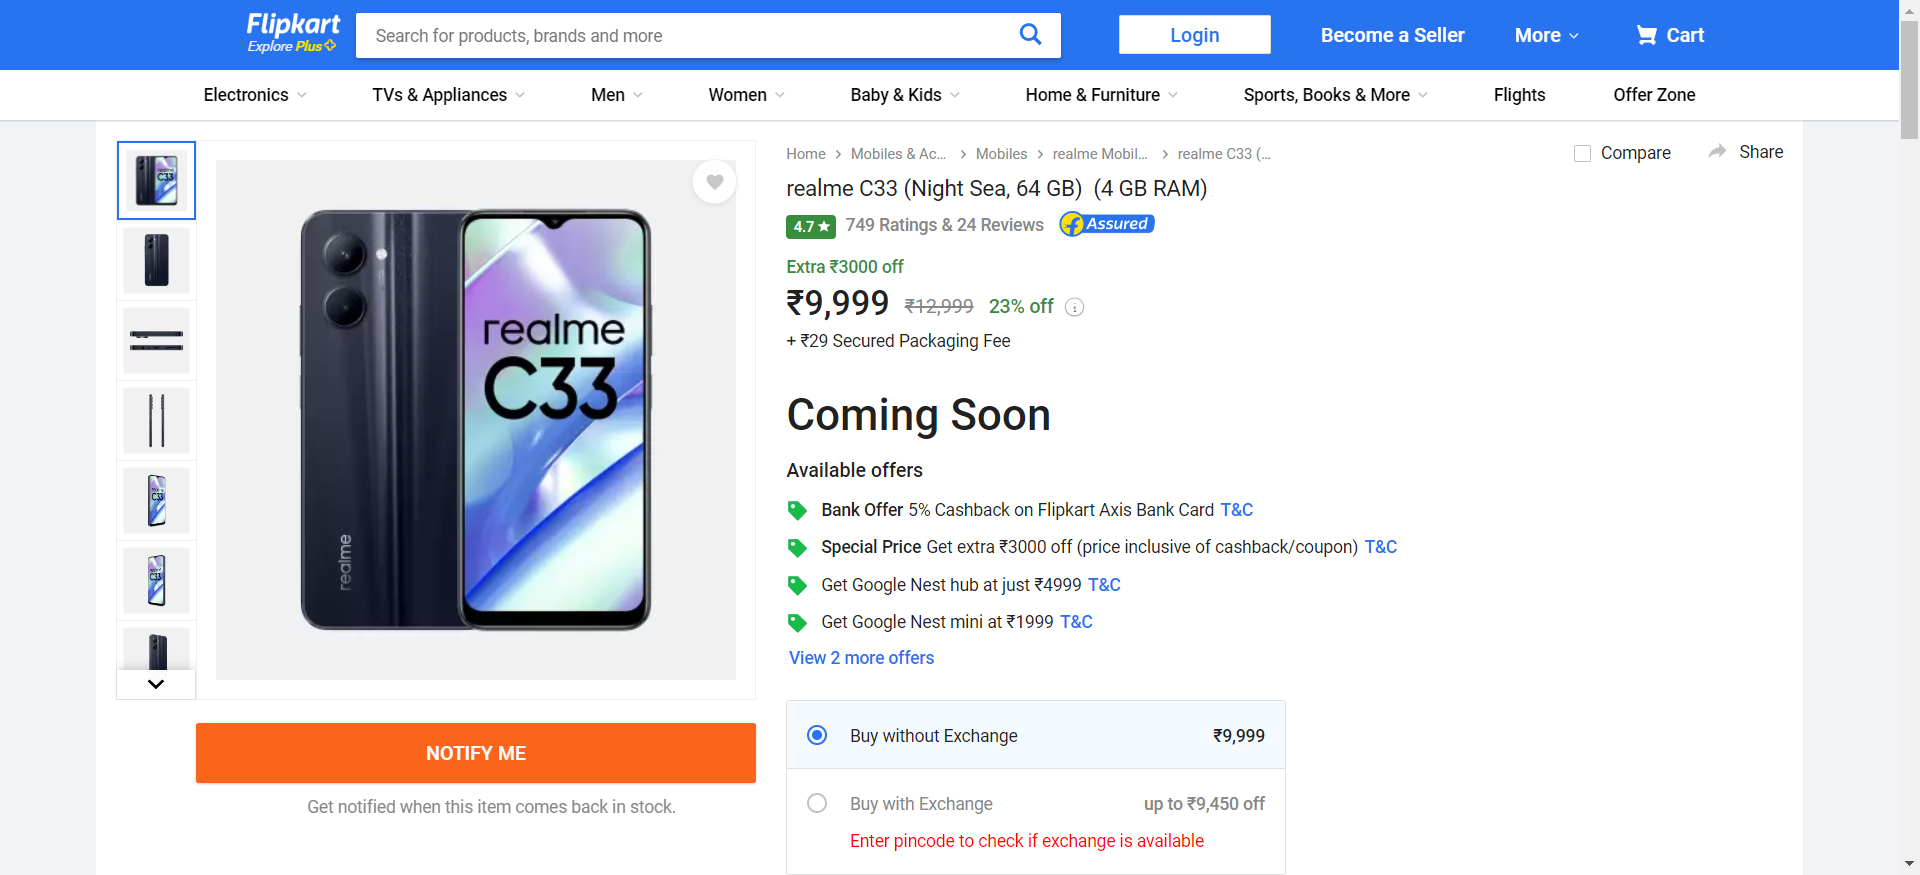 Flipkart
Explore Plus
Search for products, brands and more
Login
Become a Seller
More
Cart
Electronics
TVs & Appliances
Men
Women
Baby & Kids
Home & Furniture
Sports, Books & More
Flights
Offer Zone
Home
Mobiles & Ac...
Mobiles
realme Mobil...
realme C33 (...
Compare
Share
realme C33 (Night Sea, 64 GB) (4 GB RAM)
4.7 ★ 749 Ratings & 24 Reviews
Assured
Extra ₹3000 off
₹9,999 ₹12,999 23% off
+ ₹29 Secured Packaging Fee
Coming Soon
Available offers
Bank Offer 5% Cashback on Flipkart Axis Bank Card T&C
Special Price Get extra ₹3000 off (price inclusive of cashback/coupon) T&C
Get Google Nest hub at just ₹4999 T&C
Get Google Nest mini at ₹1999 T&C
View 2 more offers
Buy without Exchange ₹9,999
Buy with Exchange up to ₹9,450 off
Enter pincode to check if exchange is available
realme
C33
realme
realme
C33
realme
C33
realme
C33
NOTIFY ME
Get notified when this item comes back in stock.